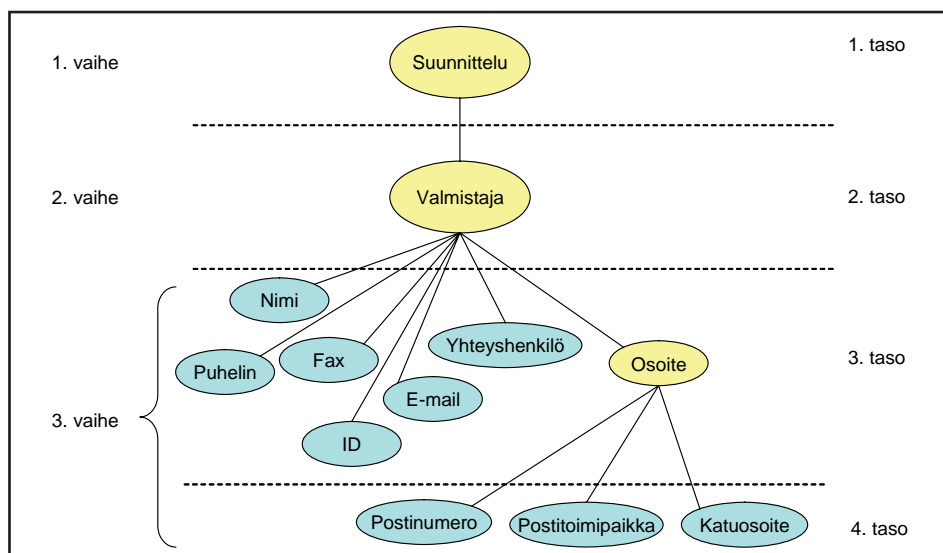 1. vaihe
Suunnittelu
1. taso
2. vaihe
Valmistaja
2. taso
Nimi
Puhelin
Fax
Yhteyshenkilö
Osoite
3. taso
E-mail
3. vaihe
ID
Postinumero
Postitoimipaikka
Katuosoite
4. taso